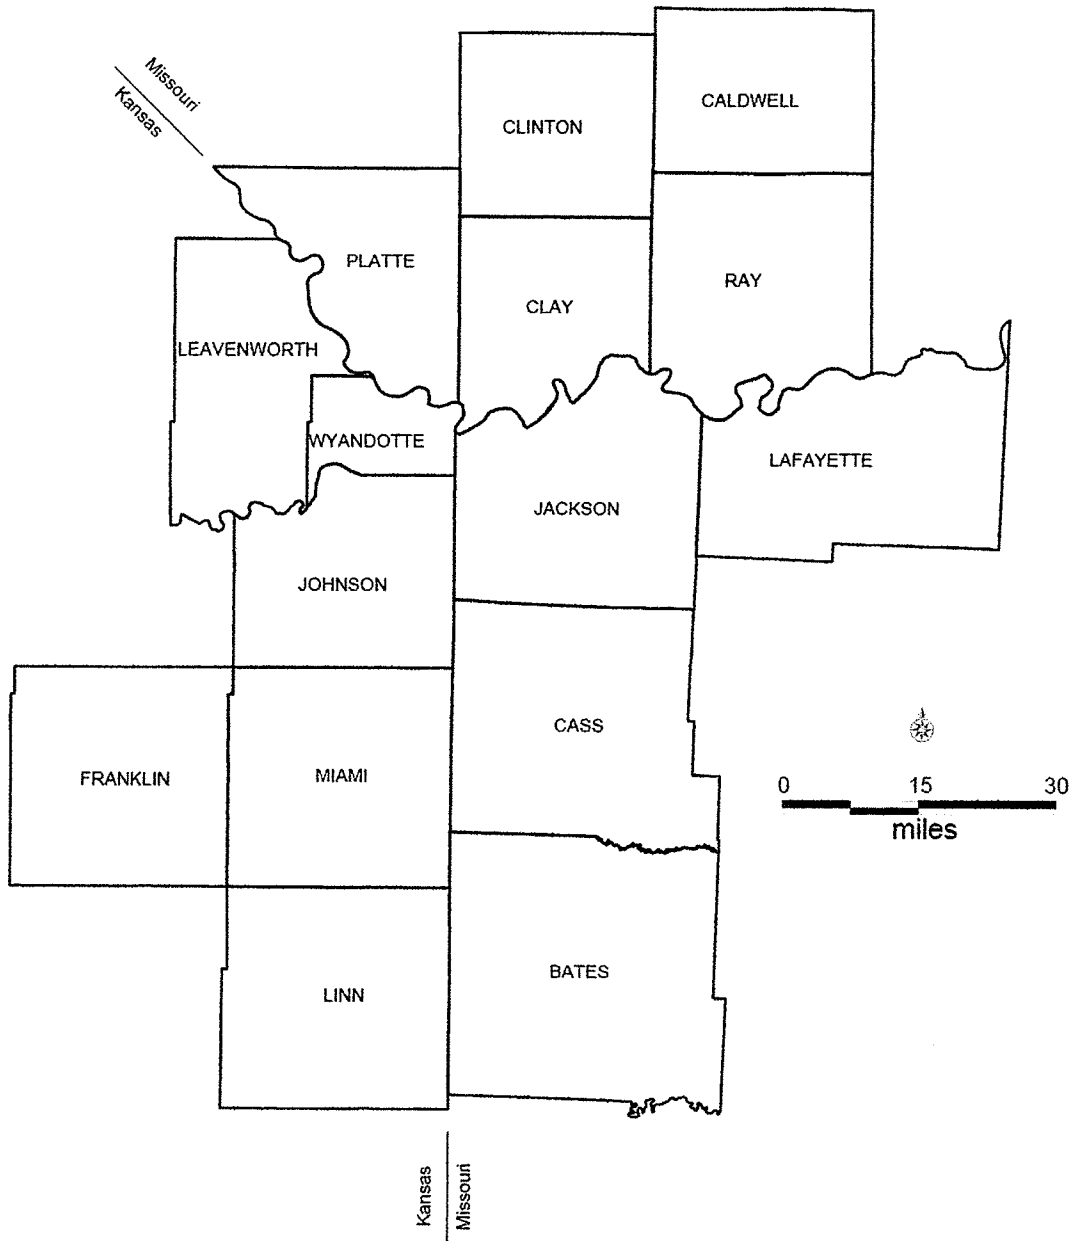 Missouri
Kansas
CALDWELL
CLINTON
PLATTE
RAY
CLAY
LEAVENWORTH
WYANDOTTE
LAFAYETTE
JACKSON
JOHNSON
CASS
FRANKLIN
MIAMI
0 15 30
miles
BATES
LINN
Kansas
Missouri